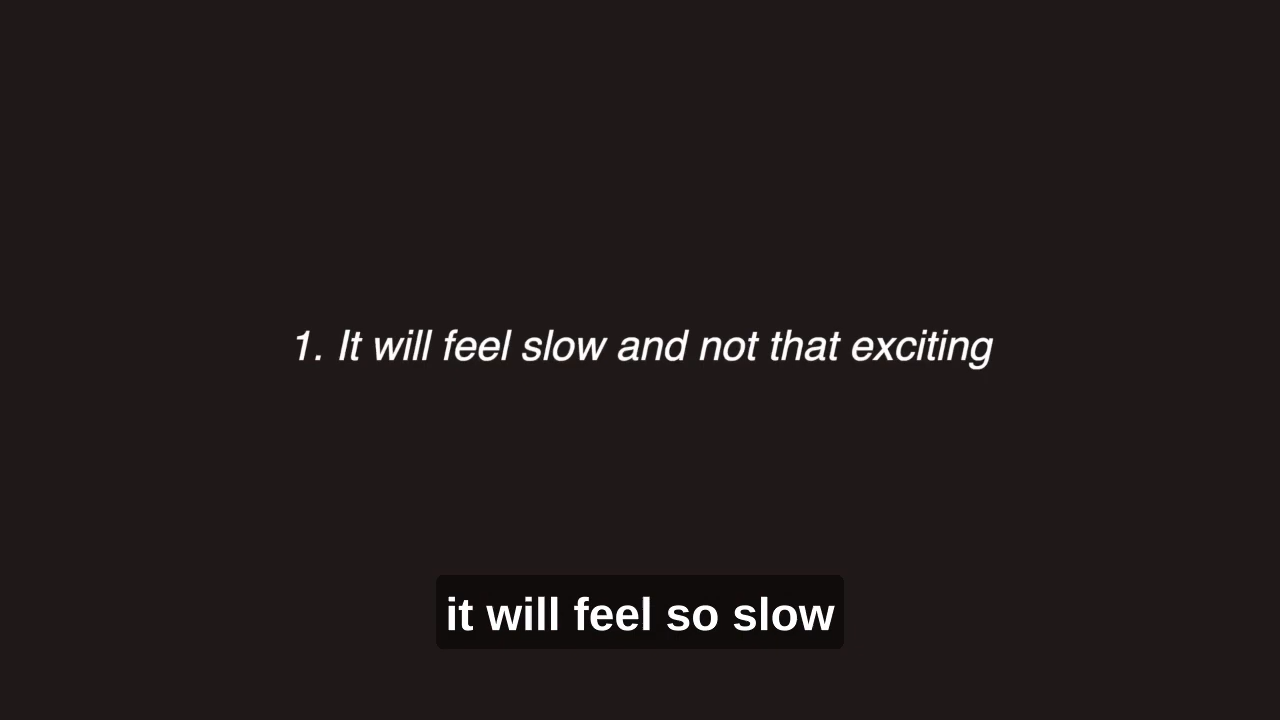 1. It will feel slow and not that exciting
it will feel so slow